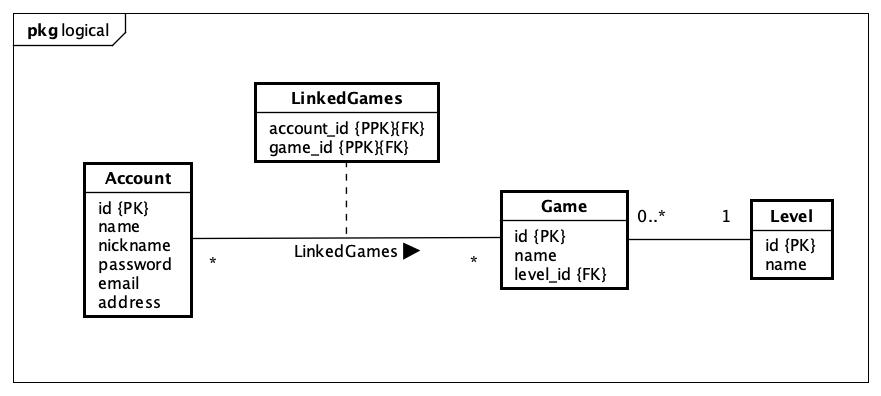 pkg logical
LinkedGames
account_id {PPK}{FK}
game_id {PPK}{FK}
Account
id {PK}
name
nickname
password
email
address
*
LinkedGames ▶
*
Game
id {PK}
name
level_id {FK}
0..*
1
Level
id {PK}
name